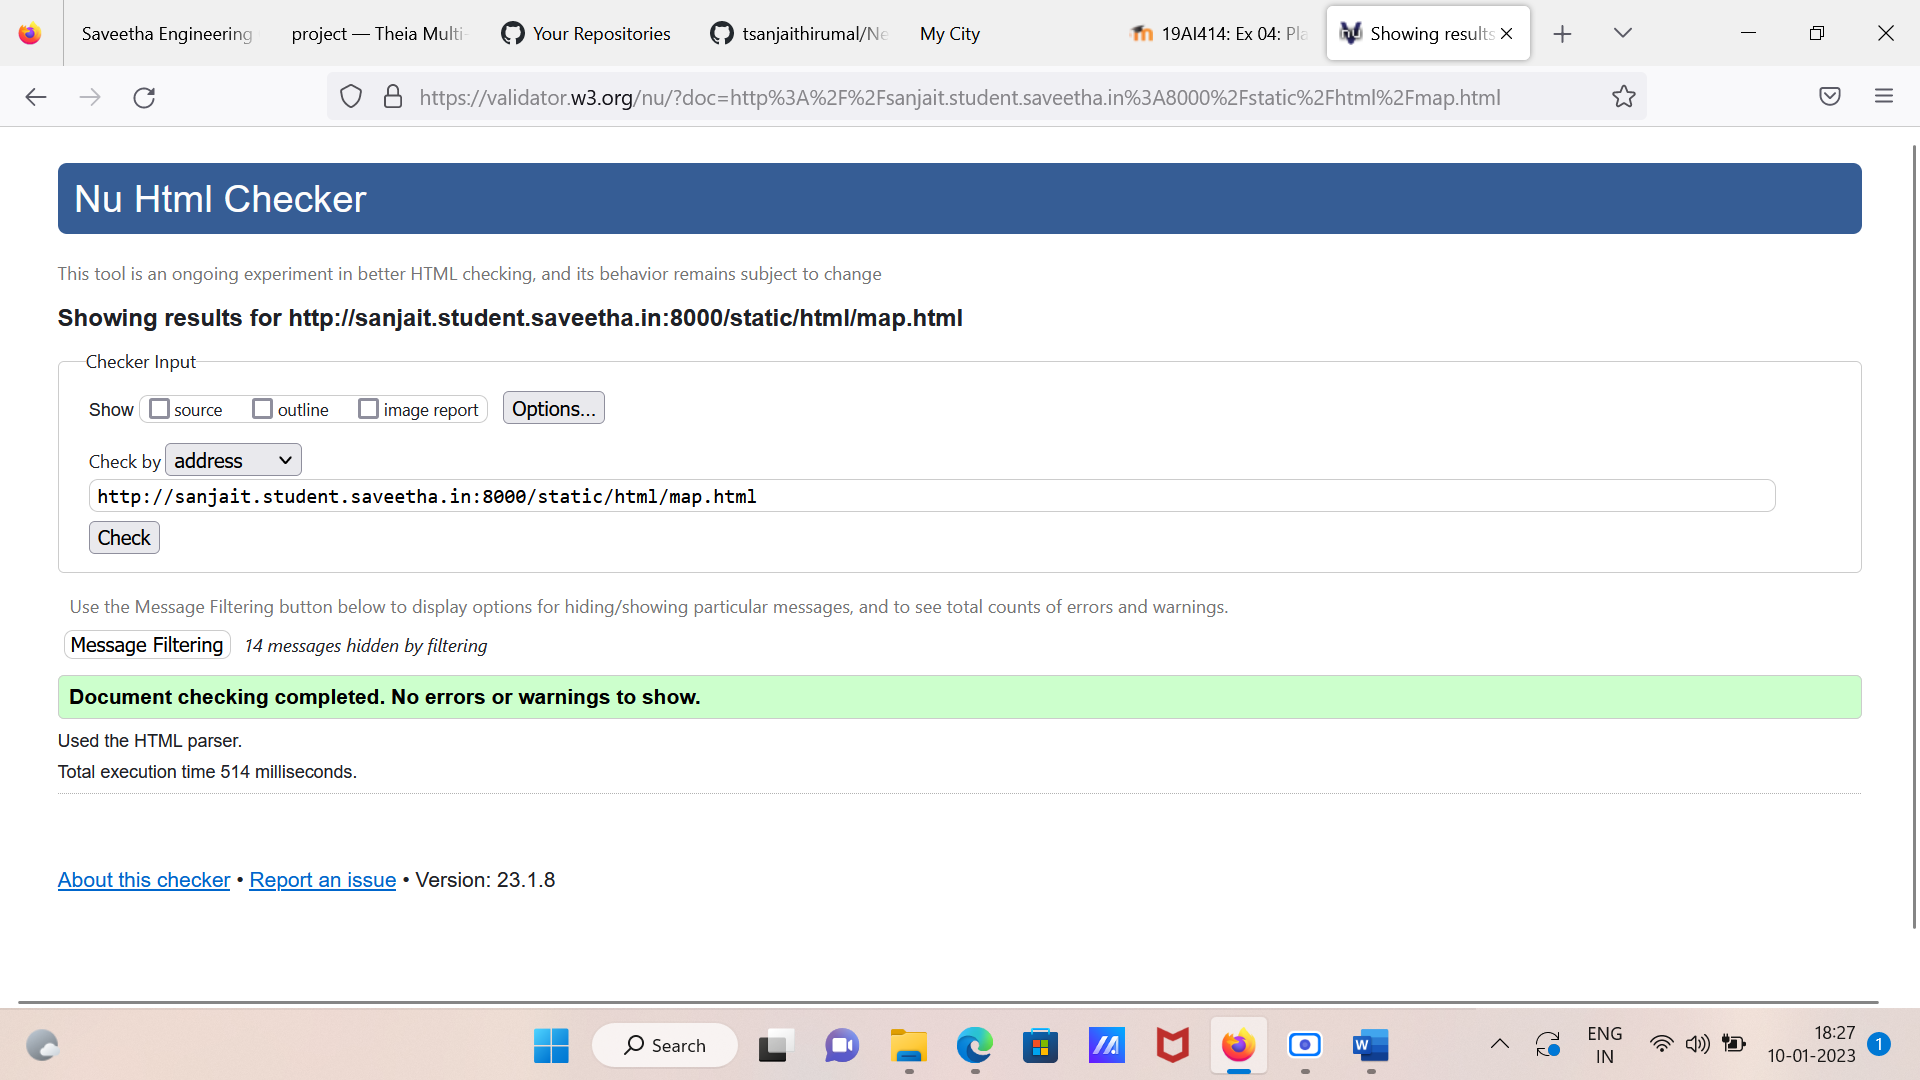 Saveetha Engineering
project — Theia Multi-
Your Repositories
tsanjaithirumal/Ne
My City
19AI414: Ex 04: Pla
Showing results
https://validator.w3.org/nu/?doc=http%3A%2F%2Fsanjait.student.saveetha.in%3A8000%2Fstatic%2Fhtml%2Fmap.html
Nu Html Checker
This tool is an ongoing experiment in better HTML checking, and its behavior remains subject to change
Showing results for http://sanjait.student.saveetha.in:8000/static/html/map.html
Checker Input
Show source outline image report Options...
Check by address
http://sanjait.student.saveetha.in:8000/static/html/map.html
Check
Use the Message Filtering button below to display options for hiding/showing particular messages, and to see total counts of errors and warnings.
Message Filtering 14 messages hidden by filtering
Document checking completed. No errors or warnings to show.
Used the HTML parser.
Total execution time 514 milliseconds.
About this checker • Report an issue • Version: 23.1.8
Search
ENG
IN
18:27
10-01-2023
1